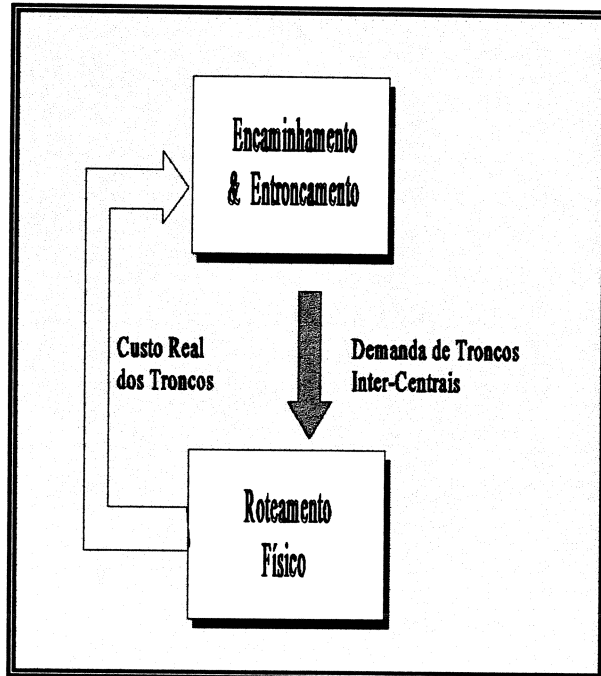 Encaminhamento
& Entroncamento
Custo Real
dos Troncos
Demanda de Troncos
Inter-Centrais
Roteamento
Físico